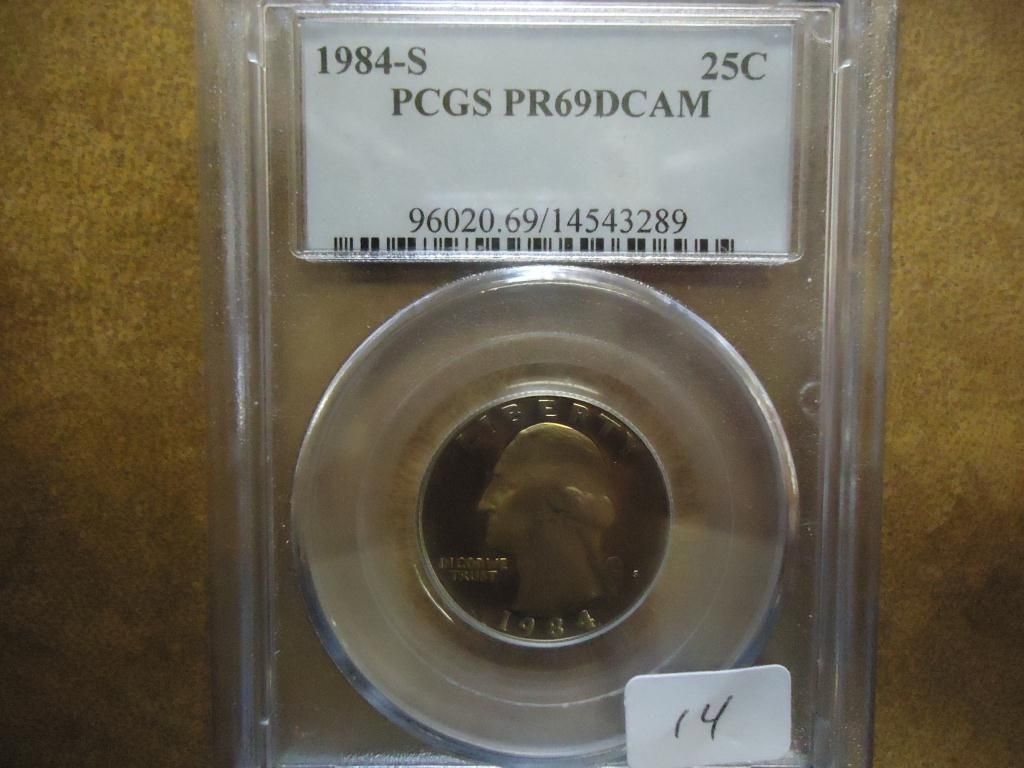 1984-S 25C
PCGS PR69DCAM
96020.69/14543289
LIBERTY
IN GOD WE
TRUST
S
1984
14